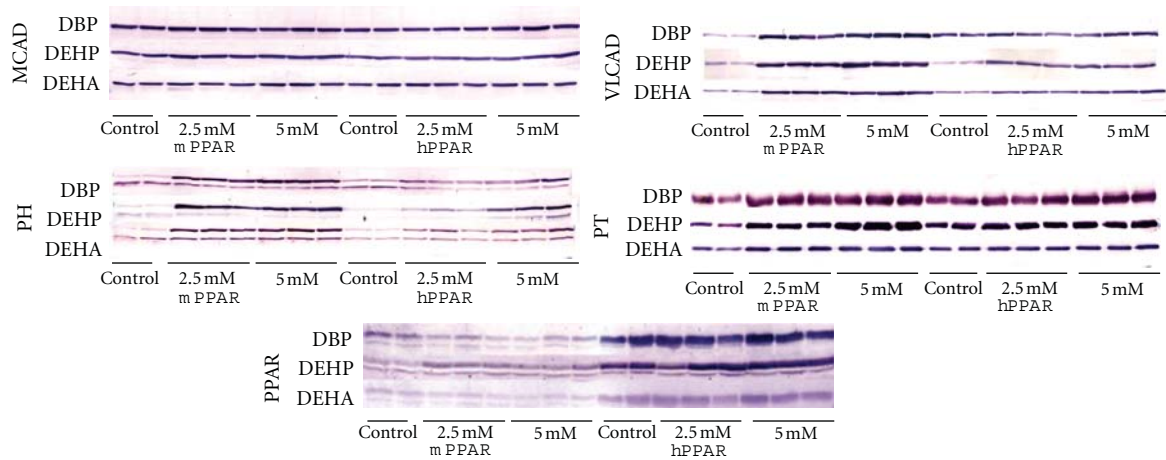 MCAD
DBP
DEHP
DEHA
Control 2.5 mM 5 mM Control 2.5 mM 5 mM
m PPAR hPPAR
VLCAD
DBP
DEHP
DEHA
Control 2.5 mM 5 mM Control 2.5 mM 5 mM
m PPAR hPPAR
PH
DBP
DEHP
DEHA
Control 2.5 mM 5 mM Control 2.5 mM 5 mM
m PPAR hPPAR
PT
DBP
DEHP
DEHA
Control 2.5 mM 5 mM Control 2.5 mM 5 mM
m PPAR hPPAR
PPAR
DBP
DEHP
DEHA
Control 2.5 mM 5 mM Control 2.5 mM 5 mM
m PPAR hPPAR